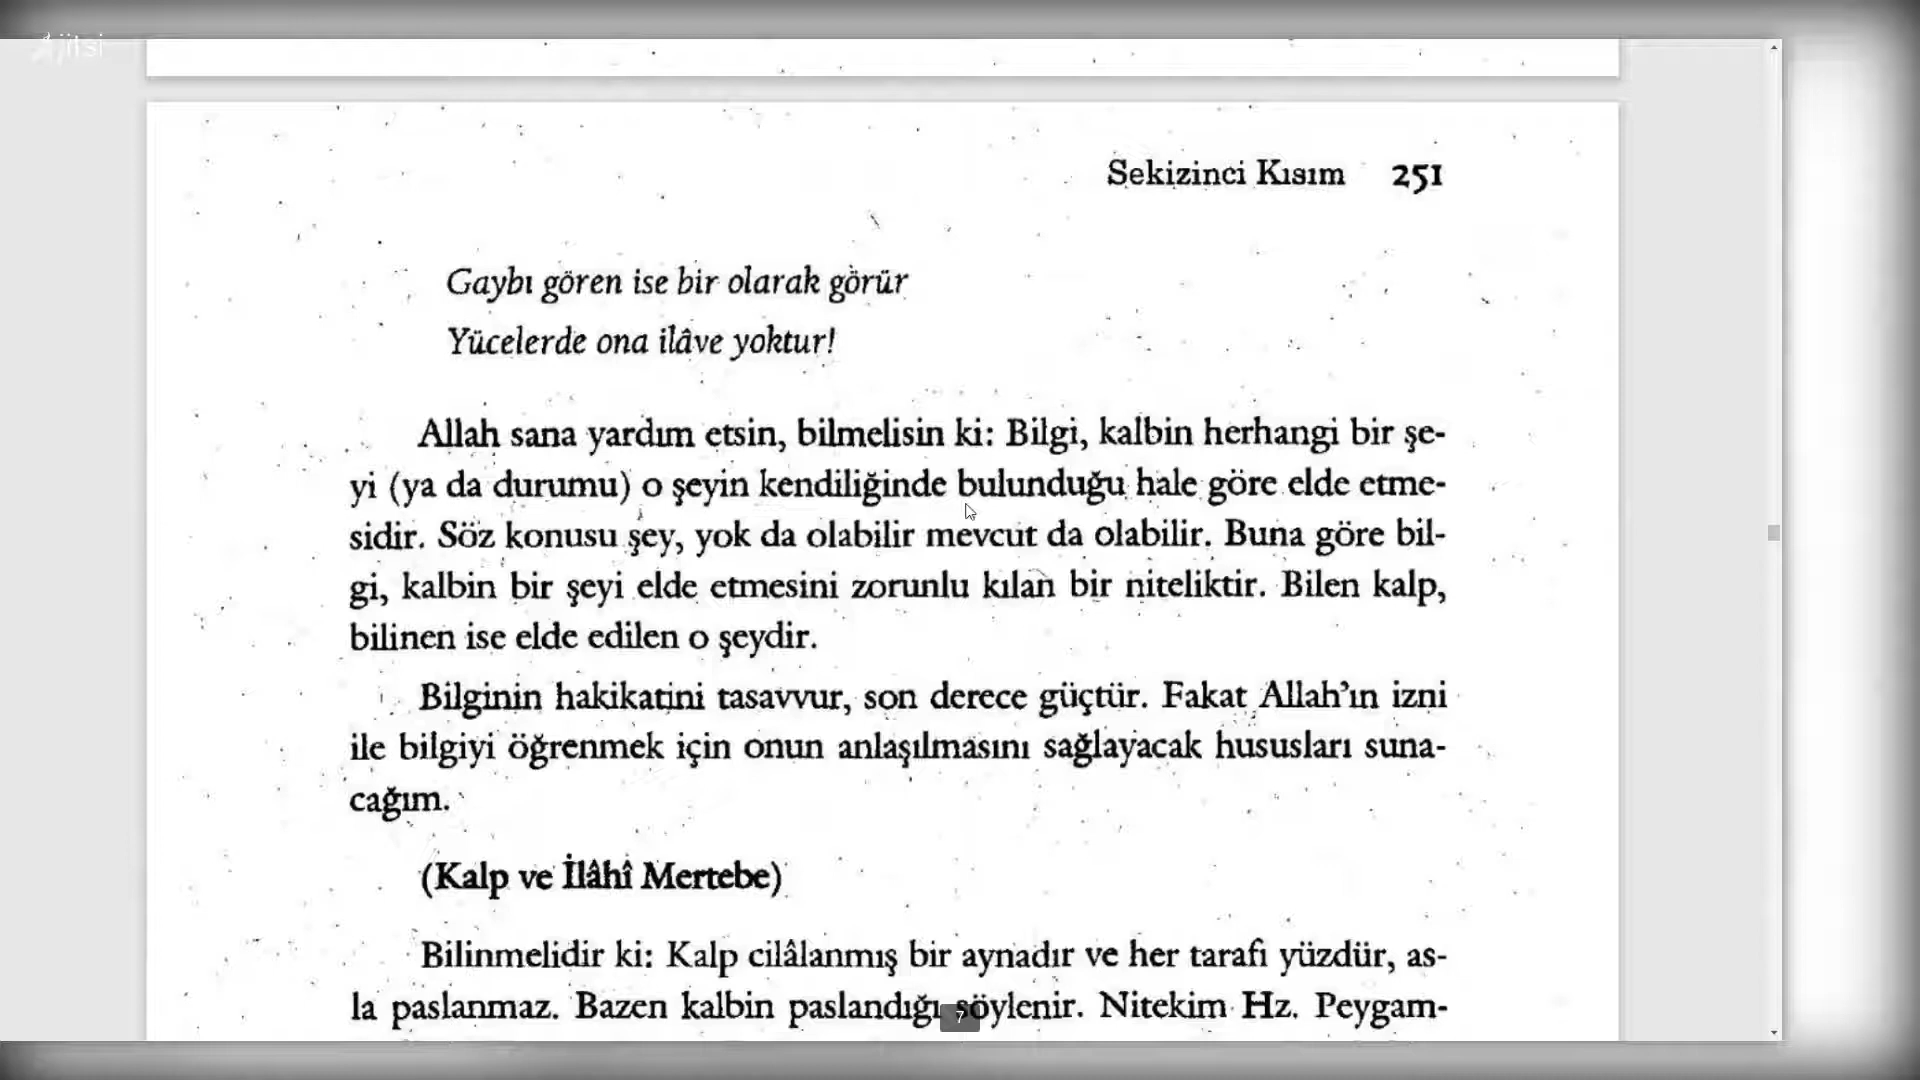 jitsi
Sekizinci Kısım 251
Gaybı gören ise bir olarak görür
Yücelerde ona ilâve yoktur!
Allah sana yardım etsin, bilmelisin ki: Bilgi, kalbin herhangi bir şe-
yi (ya da durumu) o şeyin kendiliğinde bulunduğu hale göre elde etme-
sidir. Söz konusu şey, yok da olabilir mevcut da olabilir. Buna göre bil-
gi, kalbin bir şeyi elde etmesini zorunlu kılan bir niteliktir. Bilen kalp,
bilinen ise elde edilen o şeydir.
Bilginin hakikatini tasavvur, son derece güçtür. Fakat Allah’ın izni
ile bilgiyi öğrenmek için onun anlaşılmasını sağlayacak hususları suna-
cağım.
(Kalp ve İlâhî Mertebe)
Bilinmelidir ki: Kalp cilâlanmış bir aynadır ve her tarafı yüzdür, as-
la paslanmaz. Bazen kalbin paslandığı söylenir. Nitekim Hz. Peygam-
7